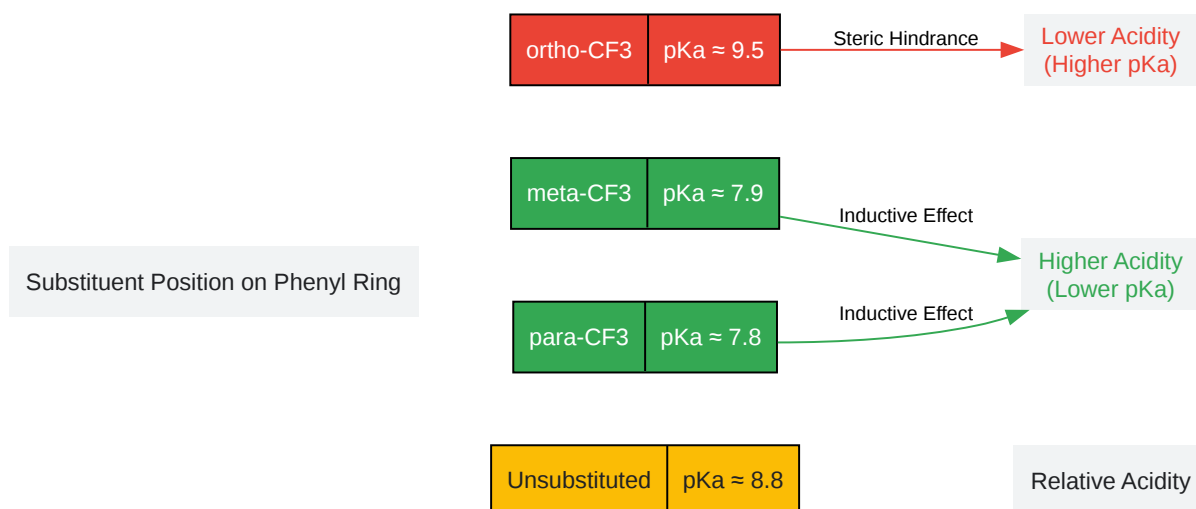 ortho-CF3 pKa ≈ 9.5
Steric Hindrance
Lower Acidity
(Higher pKa)
meta-CF3 pKa ≈ 7.9
Inductive Effect
Substituent Position on Phenyl Ring
Higher Acidity
(Lower pKa)
para-CF3 pKa ≈ 7.8
Inductive Effect
Unsubstituted pKa ≈ 8.8
Relative Acidity